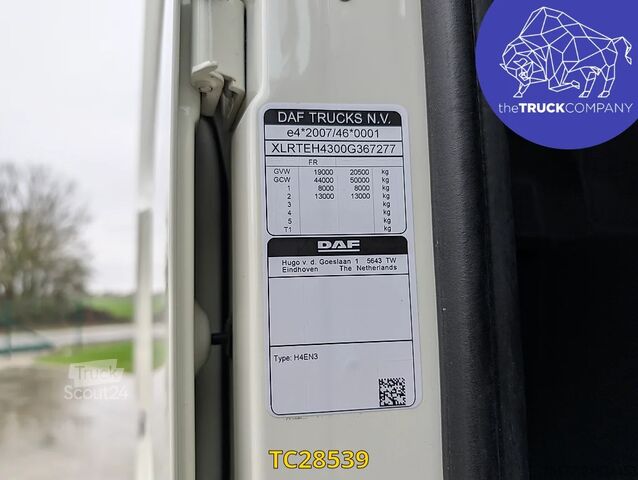 theTRUCKCOMPANY
DAF TRUCKS N.V.
e4*2007/46*0001
XLRTEH4300G367277
FR
GVW 19000 20500 kg
GCW 44000 50000 kg
1 8000 8000 kg
2 13000 13000 kg
3 kg
4 kg
5 kg
T1 kg
DAF
Hugo v. d. Goeslaan 1 5643 TW
Eindhoven The Netherlands
Type: H4EN3
Truck
Scout24
TC28539